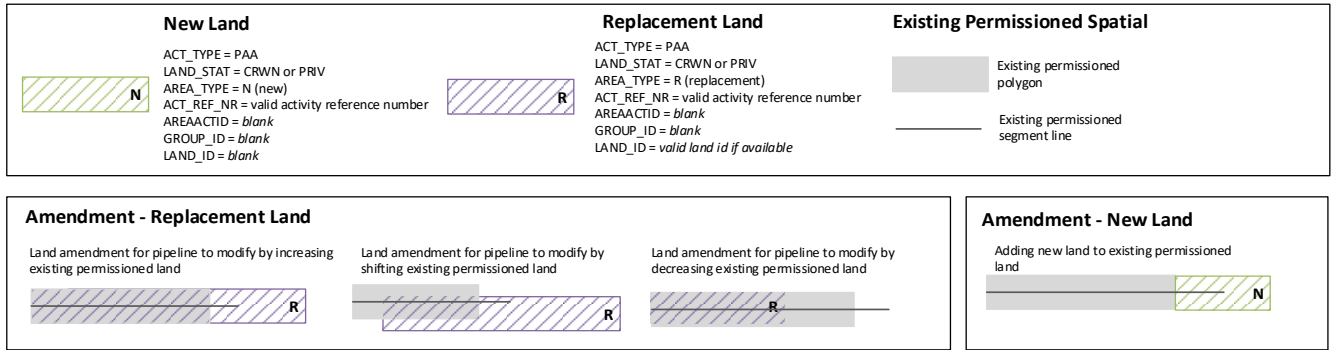 New Land
ACT_TYPE = PAA
LAND_STAT = CRWN or PRIV
AREA_TYPE = N (new)
ACT_REF_NR = valid activity reference number
AREAACTID = blank
GROUP_ID = blank
LAND_ID = blank
N
Replacement Land
ACT_TYPE = PAA
LAND_STAT = CRWN or PRIV
AREA_TYPE = R (replacement)
ACT_REF_NR = valid activity reference number
AREAACTID = blank
GROUP_ID = blank
LAND_ID = valid land id if available
R
Existing Permissioned Spatial
Existing permissioned
polygon
Existing permissioned
segment line
Amendment - Replacement Land
Land amendment for pipeline to modify by increasing
existing permissioned land
R
Land amendment for pipeline to modify by
shifting existing permissioned land
R
Land amendment for pipeline to modify by
decreasing existing permissioned land
R
Amendment - New Land
Adding new land to existing permissioned
land
N